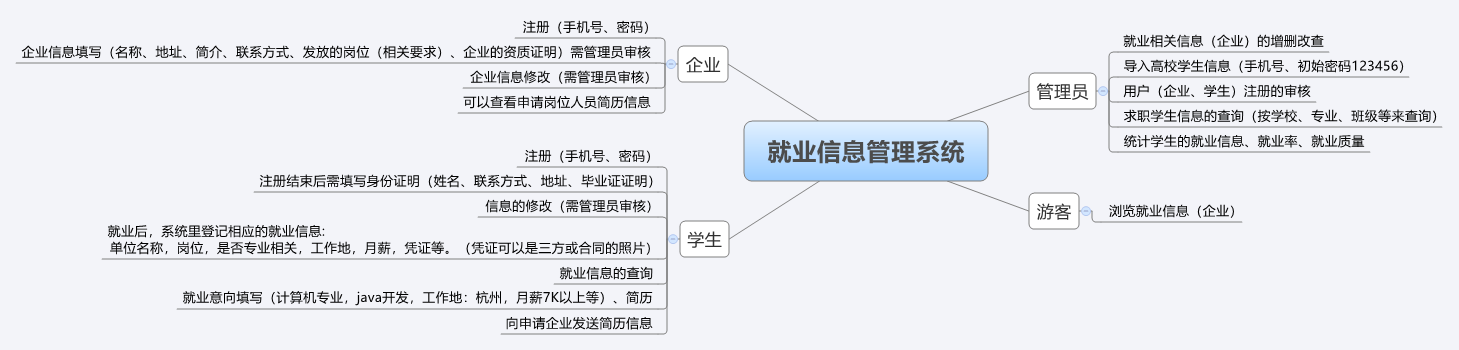 就业信息管理系统
企业
注册（手机号、密码）
企业信息填写（名称、地址、简介、联系方式、发放的岗位（相关要求）、企业的资质证明）需管理员审核
企业信息修改（需管理员审核）
可以查看申请岗位人员简历信息
学生
注册（手机号、密码）
注册结束后需填写身份证明（姓名、联系方式、地址、毕业证证明）
信息的修改（需管理员审核）
就业后，系统里登记相应的就业信息:
单位名称，岗位，是否专业相关，工作地，月薪，凭证等。（凭证可以是三方或合同的照片）
就业信息的查询
就业意向填写（计算机专业，java开发，工作地：杭州，月薪7K以上等）、简历
向申请企业发送简历信息
管理员
就业相关信息（企业）的增删改查
导入高校学生信息（手机号、初始密码123456）
用户（企业、学生）注册的审核
求职学生信息的查询（按学校、专业、班级等来查询）
统计学生的就业信息、就业率、就业质量
游客
浏览就业信息（企业）